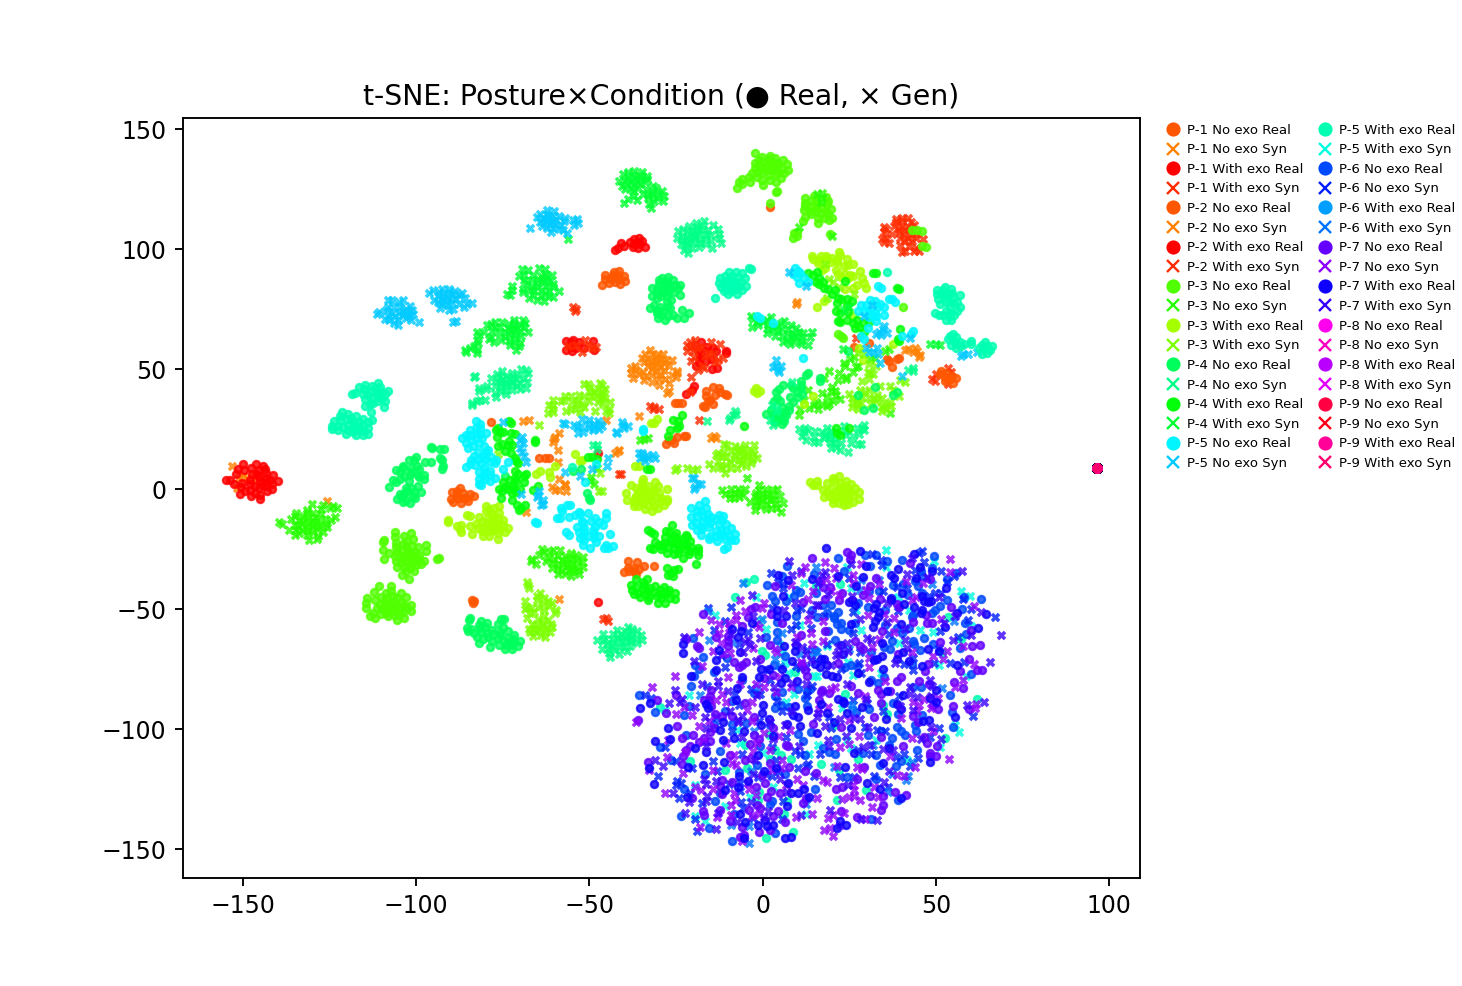 t-SNE: Posture×Condition (● Real, × Gen)
150
100
50
0
−50
−100
−150
−150
−100
−50
0
50
100
P-1 No exo Real
P-1 No exo Syn
P-1 With exo Real
P-1 With exo Syn
P-2 No exo Real
P-2 No exo Syn
P-2 With exo Real
P-2 With exo Syn
P-3 No exo Real
P-3 No exo Syn
P-3 With exo Real
P-3 With exo Syn
P-4 No exo Real
P-4 No exo Syn
P-4 With exo Real
P-4 With exo Syn
P-5 No exo Real
P-5 No exo Syn
P-5 With exo Real
P-5 With exo Syn
P-6 No exo Real
P-6 No exo Syn
P-6 With exo Real
P-6 With exo Syn
P-7 No exo Real
P-7 No exo Syn
P-7 With exo Real
P-7 With exo Syn
P-8 No exo Real
P-8 No exo Syn
P-8 With exo Real
P-8 With exo Syn
P-9 No exo Real
P-9 No exo Syn
P-9 With exo Real
P-9 With exo Syn